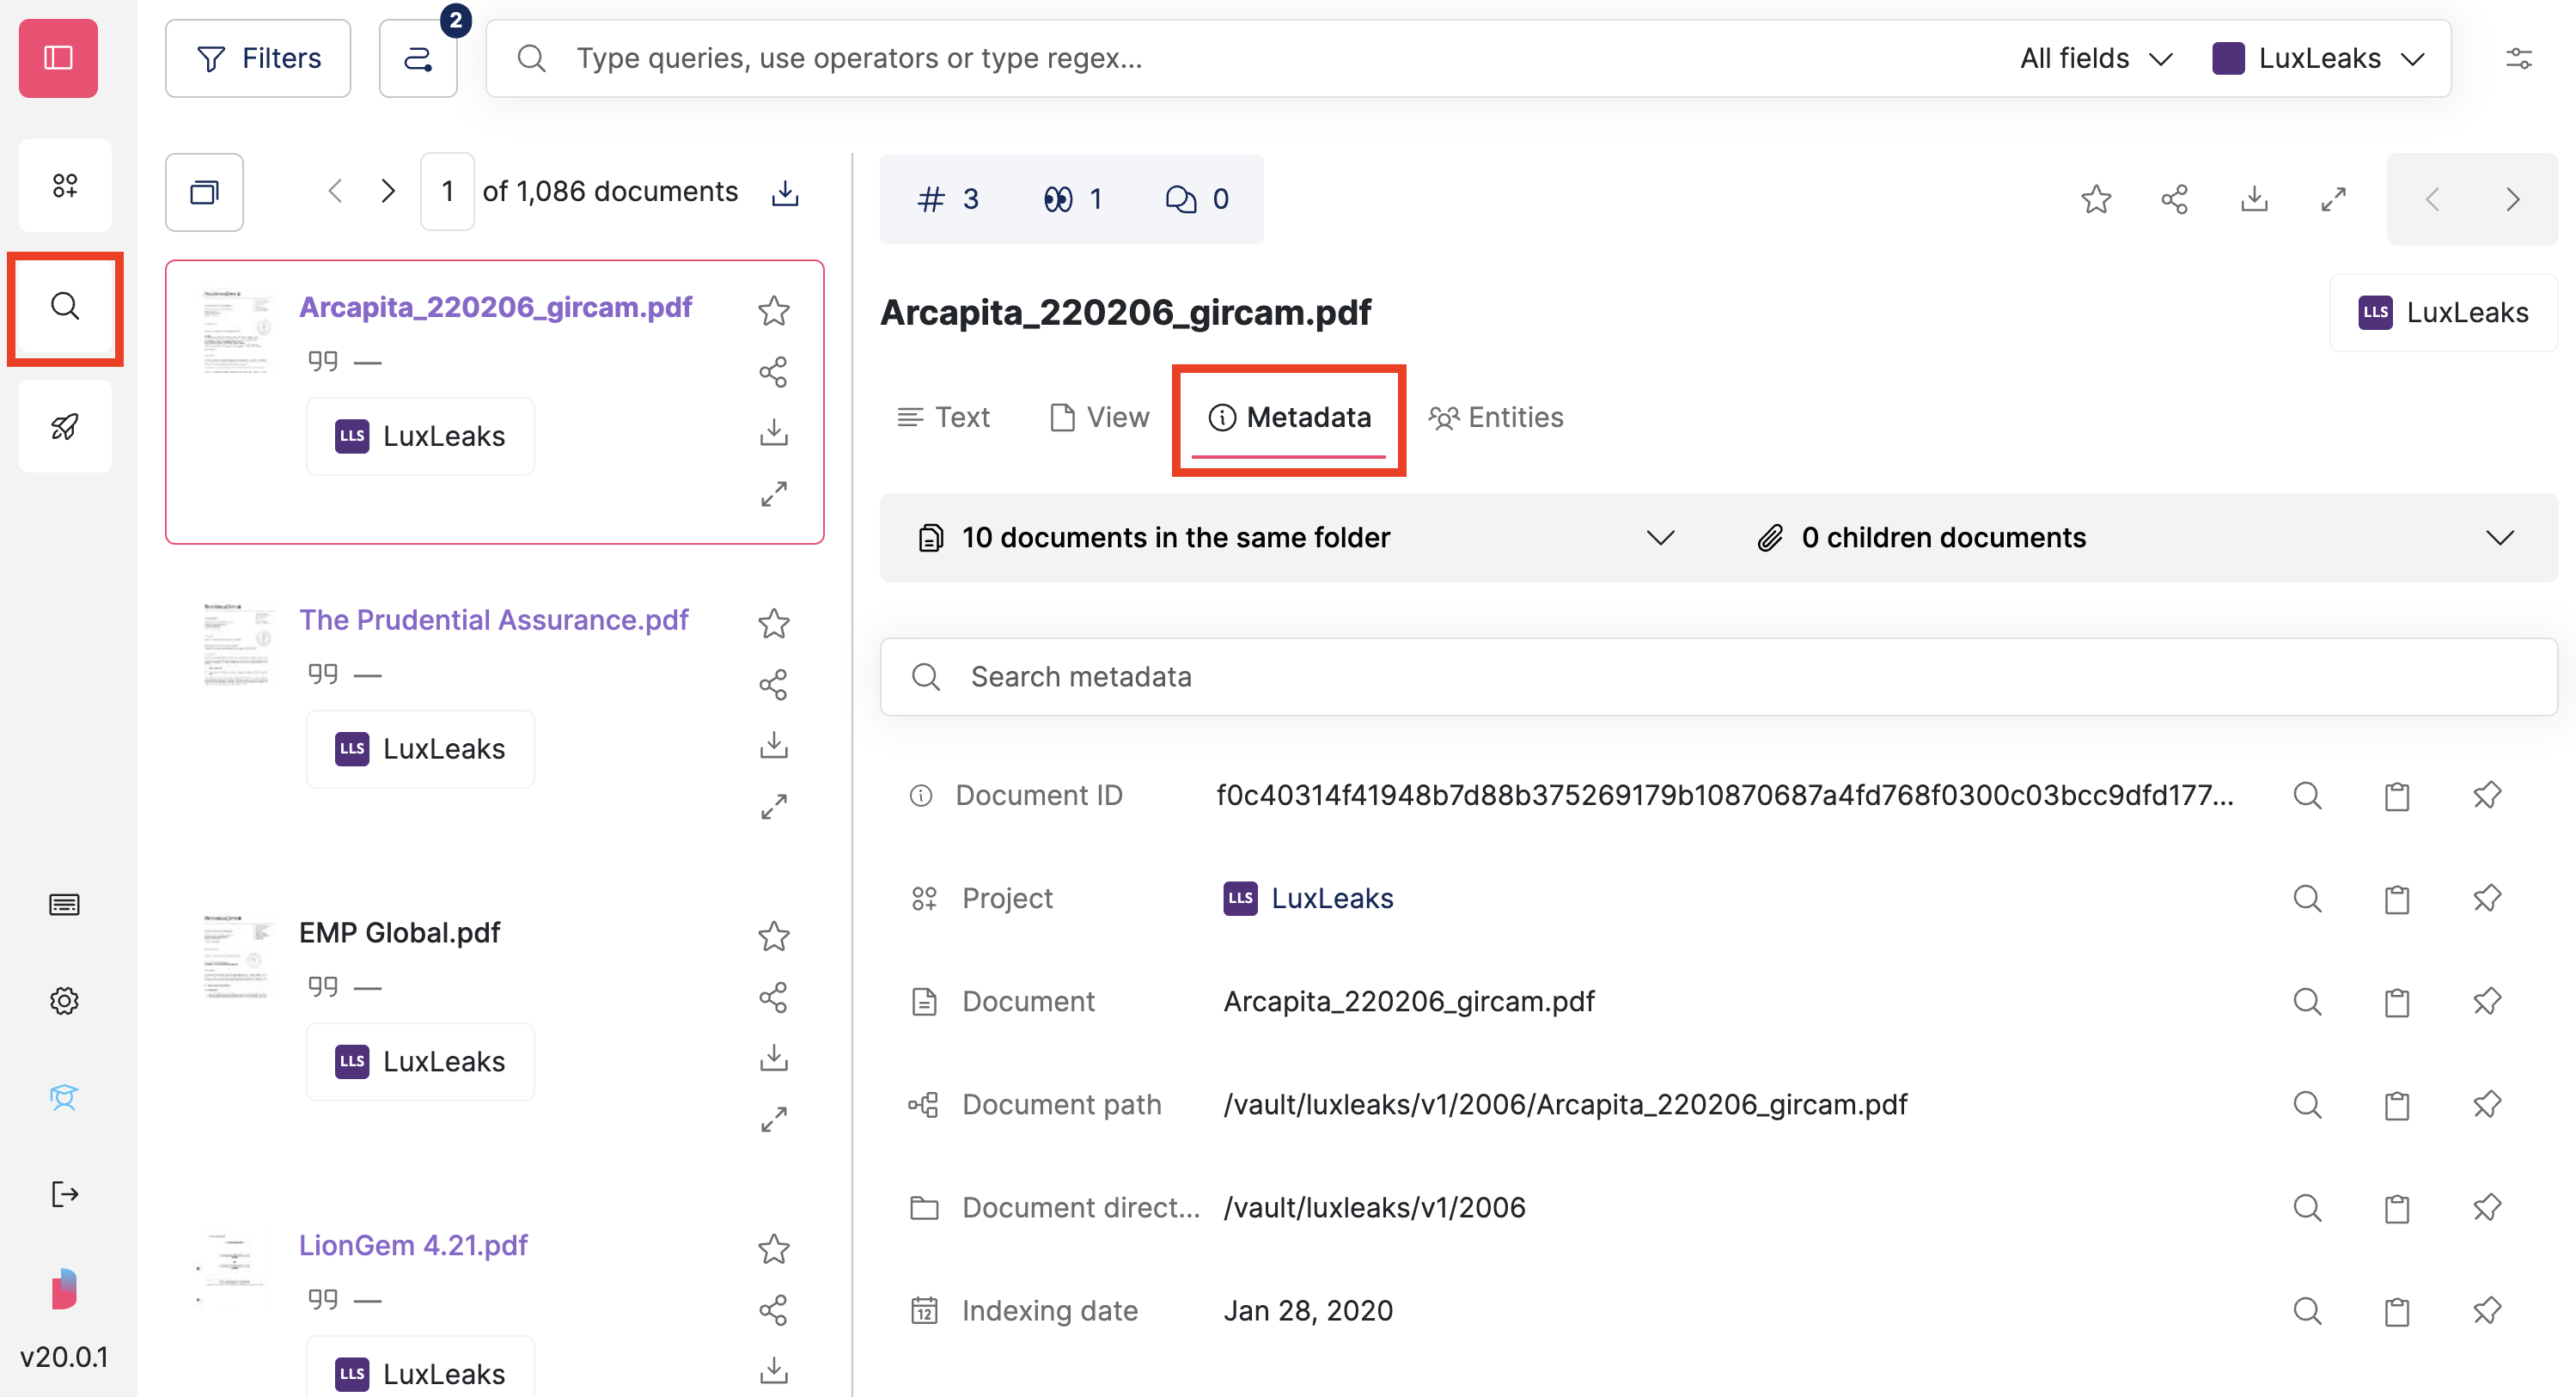 2
Filters
Type queries, use operators or type regex...
All fields
LuxLeaks
1 of 1,086 documents
Arcapita_220206_gircam.pdf
—
LLS LuxLeaks
The Prudential Assurance.pdf
—
LLS LuxLeaks
EMP Global.pdf
—
LLS LuxLeaks
LionGem 4.21.pdf
—
LLS LuxLeaks
v20.0.1
3
1
0
Arcapita_220206_gircam.pdf
LLS LuxLeaks
Text
View
Metadata
Entities
10 documents in the same folder
0 children documents
Search metadata
Document ID f0c40314f41948b7d88b375269179b10870687a4fd768f0300c03bcc9dfd177...
Project LLS LuxLeaks
Document Arcapita_220206_gircam.pdf
Document path /vault/luxleaks/v1/2006/Arcapita_220206_gircam.pdf
Document direct... /vault/luxleaks/v1/2006
12 Indexing date Jan 28, 2020